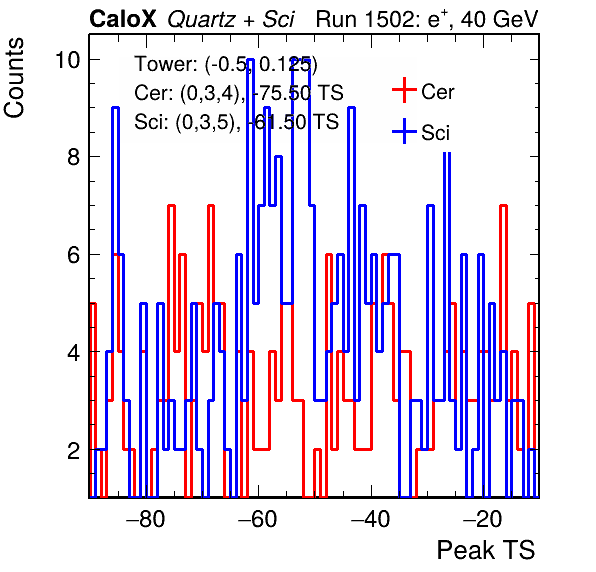 CaloX Quartz + Sci Run 1502: e+, 40 GeV
Counts
Tower: (-0.5, 0.125)
Cer: (0,3,4), -75.50 TS
Sci: (0,3,5), -61.50 TS
Cer
Sci
10
8
6
4
2
−80 −60 −40 −20
Peak TS